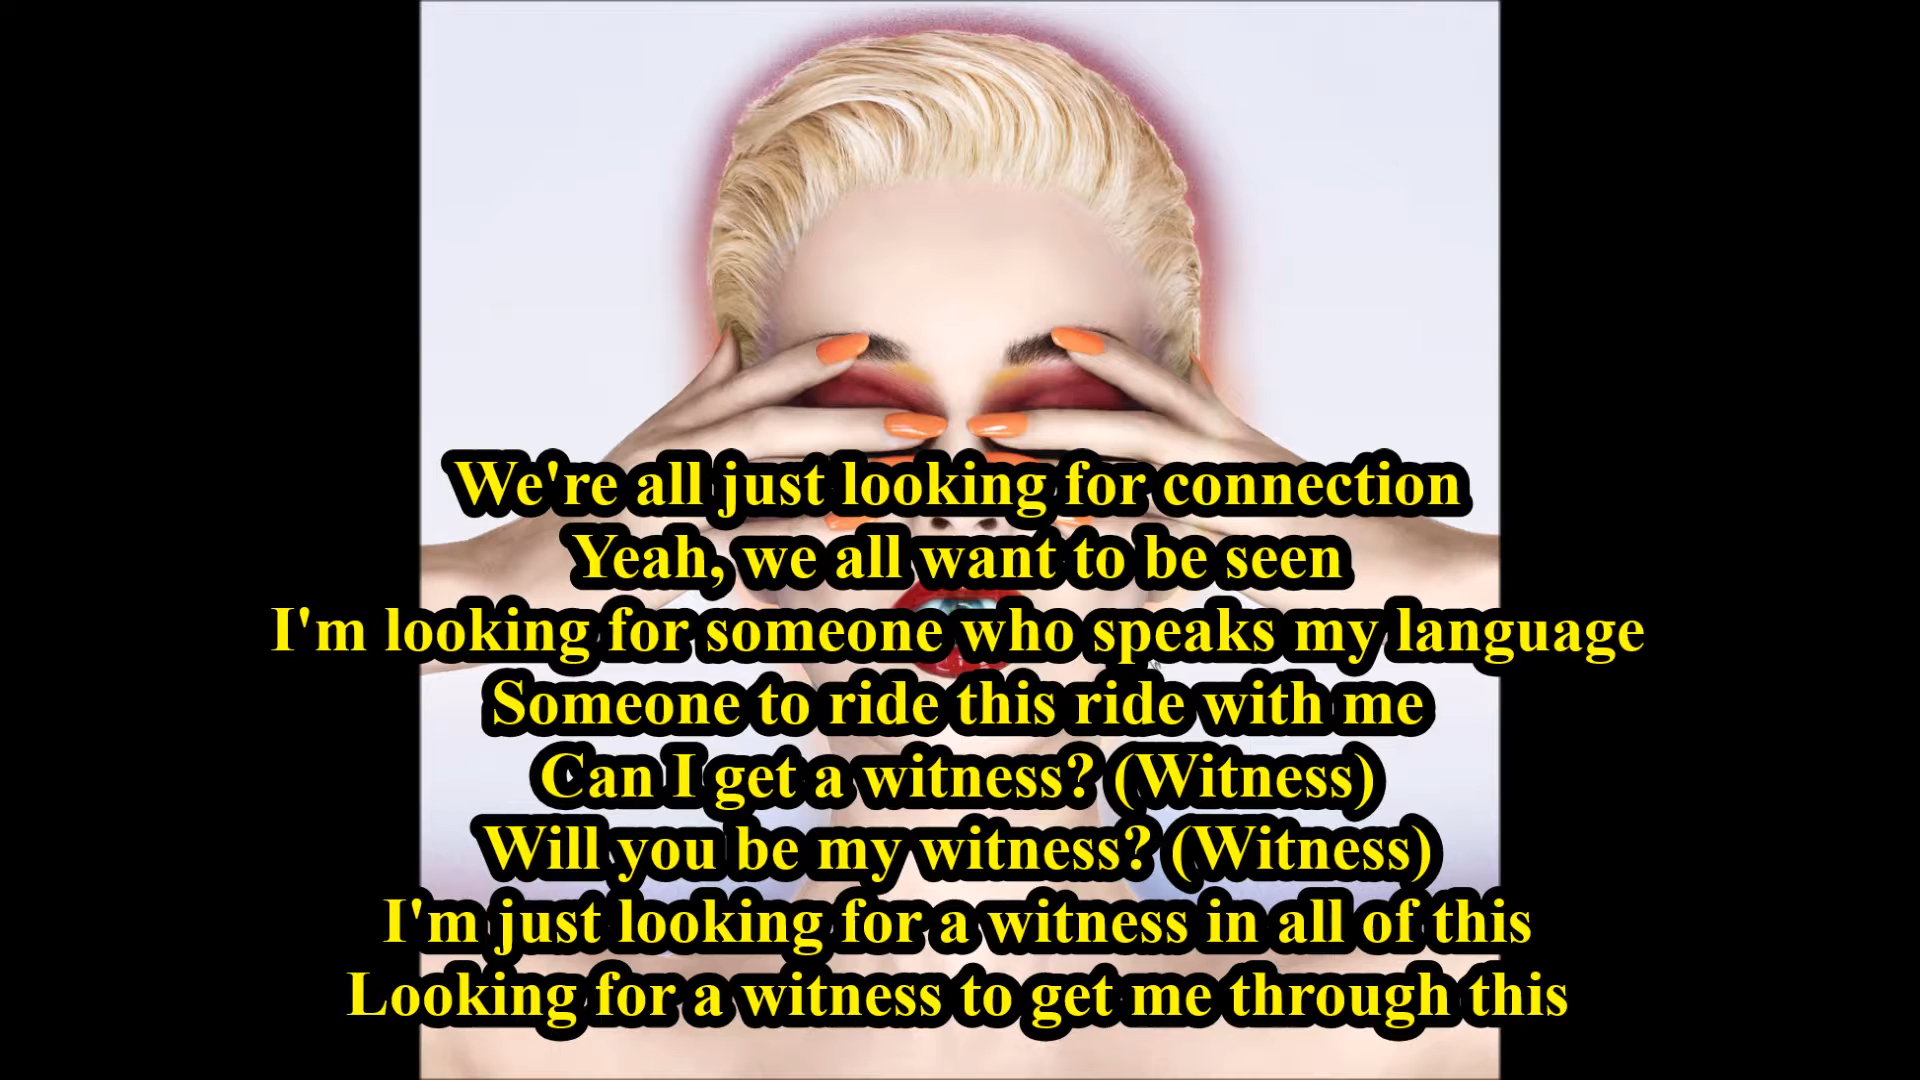 We're all just looking for connection
Yeah, we all want to be seen
I'm looking for someone who speaks my language
Someone to ride this ride with me
Can I get a witness? (Witness)
Will you be my witness? (Witness)
I'm just looking for a witness in all of this
Looking for a witness to get me through this